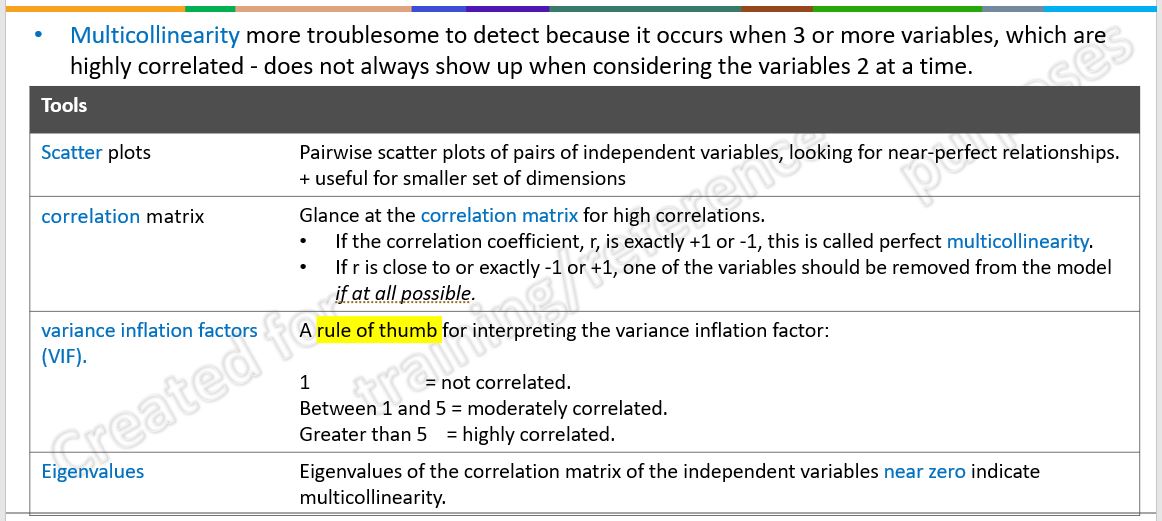 • Multicollinearity more troublesome to detect because it occurs when 3 or more variables, which are
highly correlated - does not always show up when considering the variables 2 at a time.
Tools
Scatter plots
Pairwise scatter plots of pairs of independent variables, looking for near-perfect relationships.
+ useful for smaller set of dimensions
correlation matrix
Glance at the correlation matrix for high correlations.
• If the correlation coefficient, r, is exactly +1 or -1, this is called perfect multicollinearity.
• If r is close to or exactly -1 or +1, one of the variables should be removed from the model
if at all possible.
variance inflation factors
(VIF).
A rule of thumb for interpreting the variance inflation factor:
1 = not correlated.
Between 1 and 5 = moderately correlated.
Greater than 5 = highly correlated.
Eigenvalues
Eigenvalues of the correlation matrix of the independent variables near zero indicate
multicollinearity.
Created for
training/reference
purposes